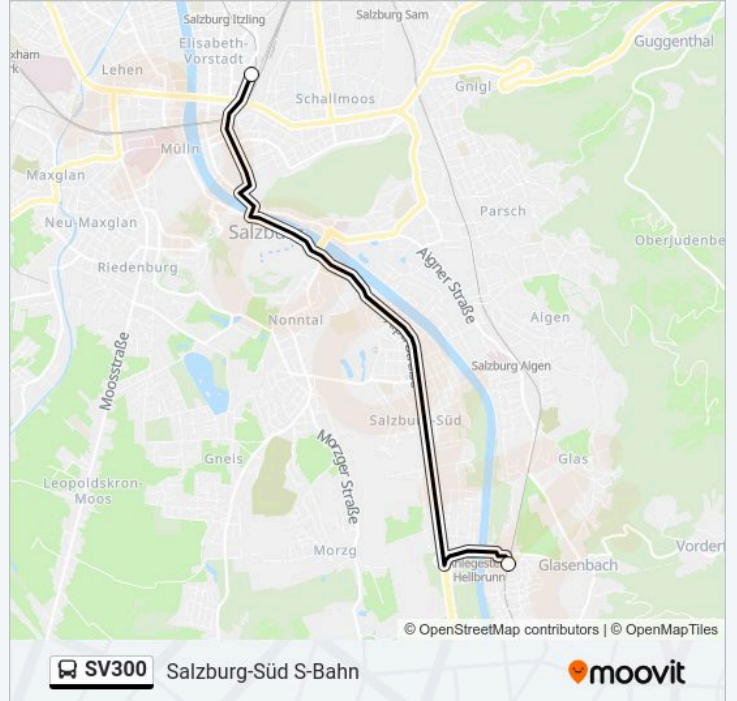 Salzburg Itzling
Salzburg Sam
Elisabeth-
Vorstadt
Guggenthal
Lehen
Gnigl
Schallmoos
Mülln
Maxglan
Parsch
Neu-Maxglan
Oberjudenbe
Riedenburg
Aigner Straße
Nonntal
Aigen
Moosstraße
Salzburg Aigen
Salzburg-Süd
Morzger Straße
Gneis
Glas
Leopoldskron-
Moos
Morzg
Glasenbach
Hellbrunn
© OpenStreetMap contributors | © OpenMapTiles
SV300
Salzburg-Süd S-Bahn
moovit